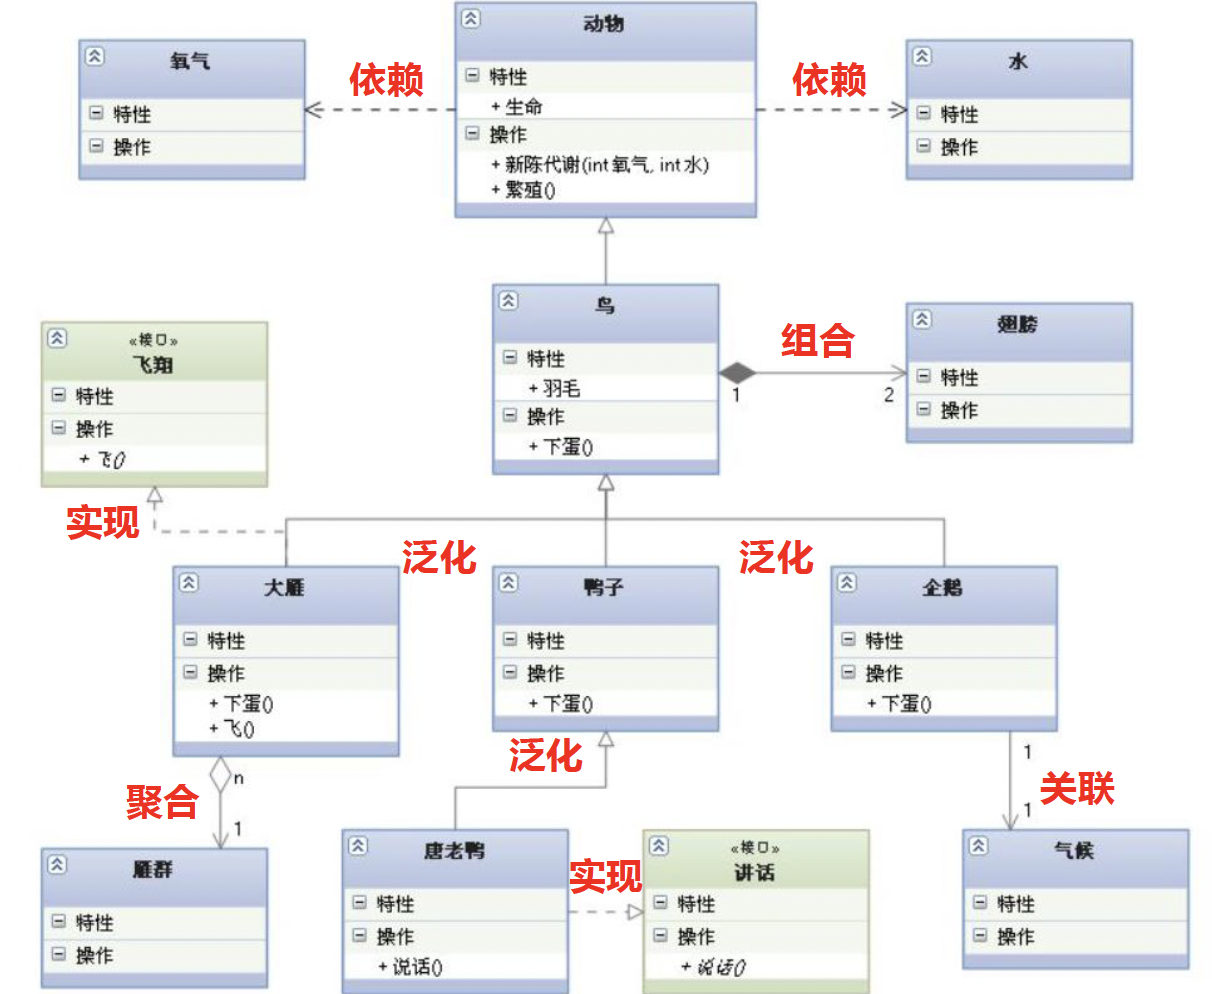 动物
特性
+ 生命
操作
+ 新陈代谢(int氧气, int水)
+ 繁殖()
氧气
特性
操作
依赖
依赖
水
特性
操作
«接口»
飞翔
特性
操作
+ 飞()
鸟
特性
+ 羽毛
操作
+ 下蛋()
组合
1
2
翅膀
特性
操作
实现
泛化
泛化
大雁
特性
操作
+ 下蛋()
+ 飞()
鸭子
特性
操作
+ 下蛋()
企鹅
特性
操作
+ 下蛋()
聚合
n
1
泛化
1
关联
1
雁群
特性
操作
唐老鸭
特性
操作
+ 说话()
实现
«接口»
讲话
特性
操作
+ 说话()
气候
特性
操作